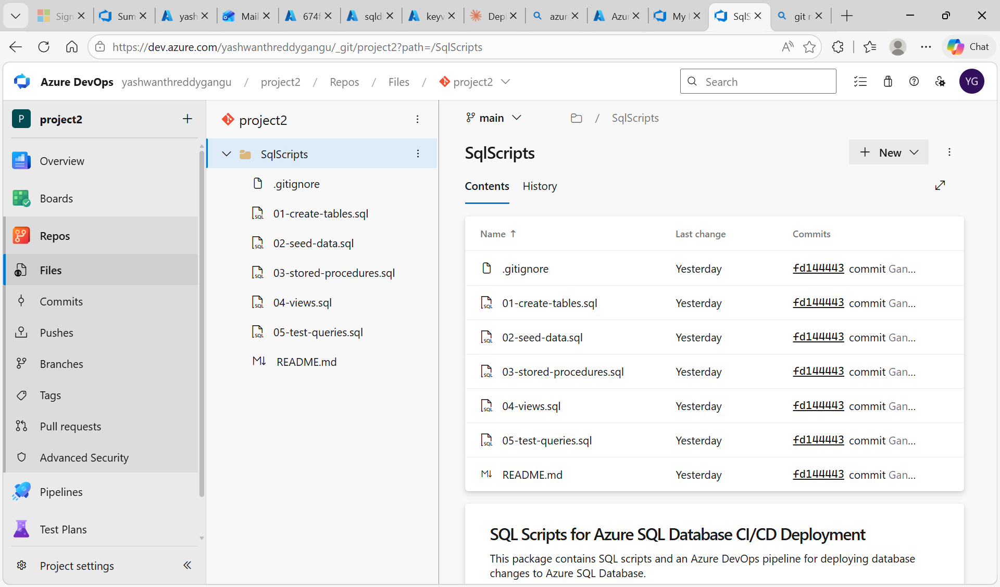 Sign
Sum
yash
Mail
674f
sqld
keyv
Depl
azur
Azu
My
SqlS
git r
https://dev.azure.com/yashwanthreddygangu/_git/project2?path=/SqlScripts
Chat
Azure DevOps yashwanthreddygangu / project2 / Repos / Files / project2
Search
YG
P project2
Overview
Boards
Repos
Files
Commits
Pushes
Branches
Tags
Pull requests
Advanced Security
Pipelines
Test Plans
Project settings
project2
SqlScripts
.gitignore
01-create-tables.sql
02-seed-data.sql
03-stored-procedures.sql
04-views.sql
05-test-queries.sql
README.md
main / SqlScripts
SqlScripts
New
Contents History
Name ↑ Last change Commits
.gitignore Yesterday fd144443 commit Gan...
01-create-tables.sql Yesterday fd144443 commit Gan...
02-seed-data.sql Yesterday fd144443 commit Gan...
03-stored-procedures.sql Yesterday fd144443 commit Gan...
04-views.sql Yesterday fd144443 commit Gan...
05-test-queries.sql Yesterday fd144443 commit Gan...
README.md Yesterday fd144443 commit Gan...
SQL Scripts for Azure SQL Database CI/CD Deployment
This package contains SQL scripts and an Azure DevOps pipeline for deploying database
changes to Azure SQL Database.